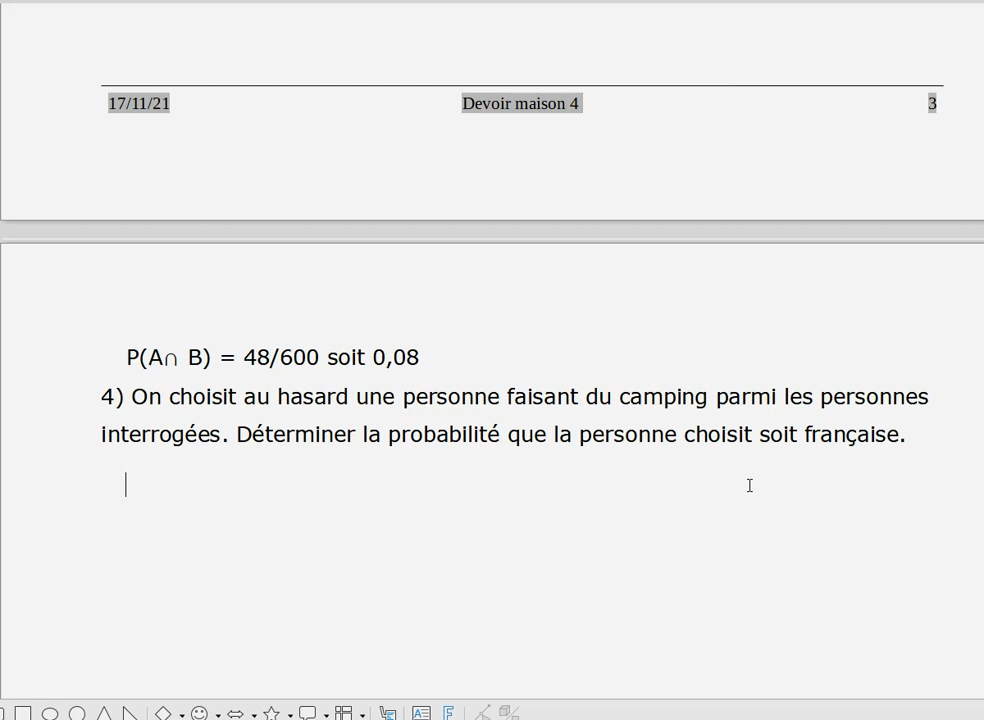 17/11/21 Devoir maison 4 3
P(A∩ B) = 48/600 soit 0,08
4) On choisit au hasard une personne faisant du camping parmi les personnes
interrogées. Déterminer la probabilité que la personne choisit soit française.